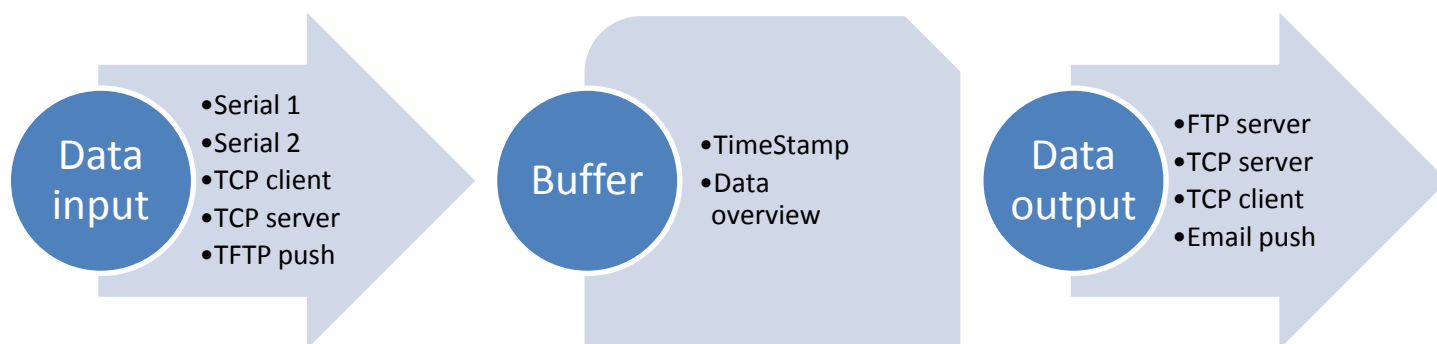 Data
input
•Serial 1
•Serial 2
•TCP client
•TCP server
•TFTP push
Buffer
•TimeStamp
•Data
overview
Data
output
•FTP server
•TCP server
•TCP client
•Email push